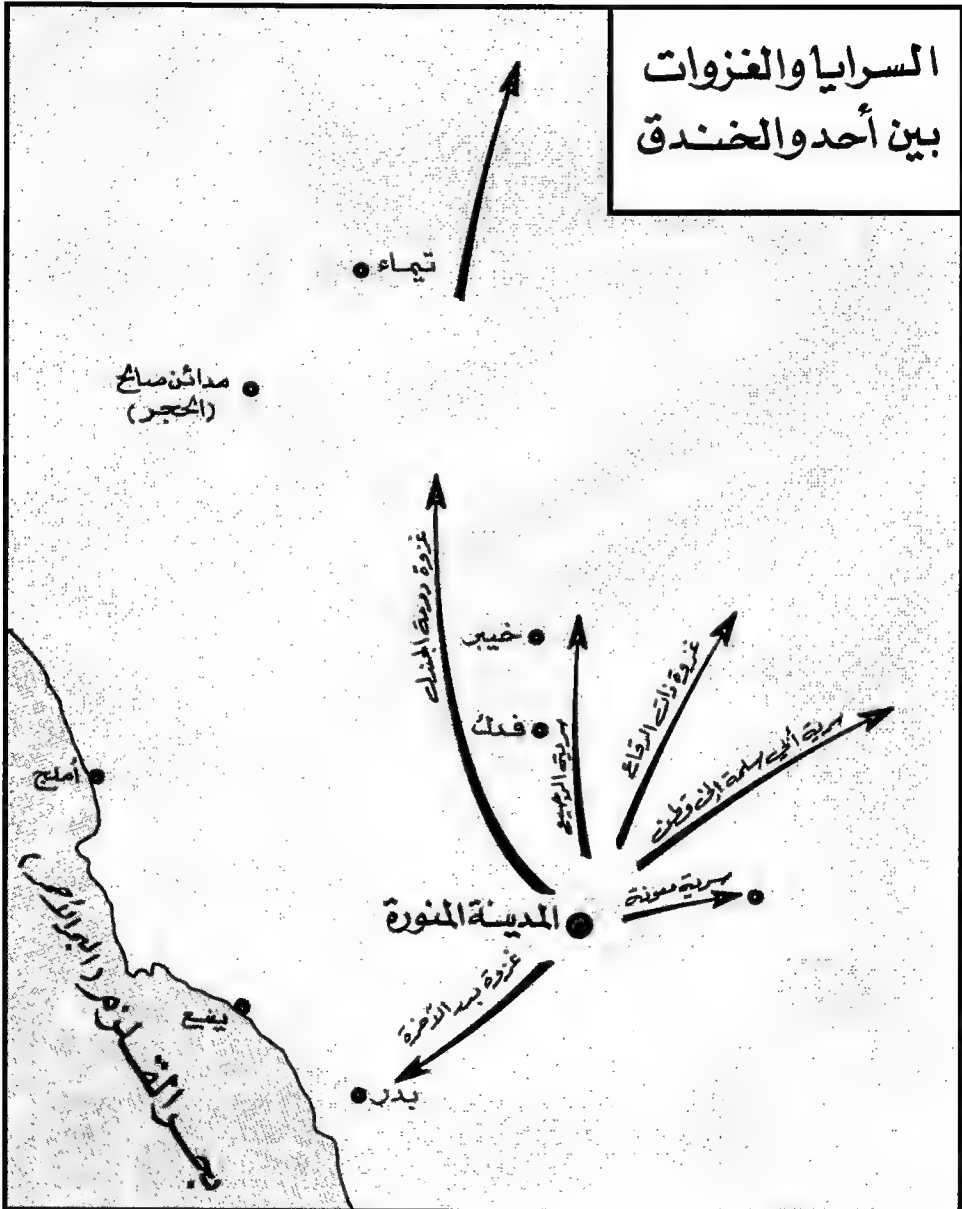 السرايا والغزوات
بين أحد والخندق
تيماء
مدائن صالح
(الحجر)
غزوة دومة الجندل
خيبر
فدك
سرية الرجيع
غزوة ذات الرقاع
سرية أبي سلمة إلى قطن
سرية معونة
أملج
المدينة المنورة
غزوة بدر الآخرة
ينبع
بدر
بحر القلزم (البحر الأحمر)